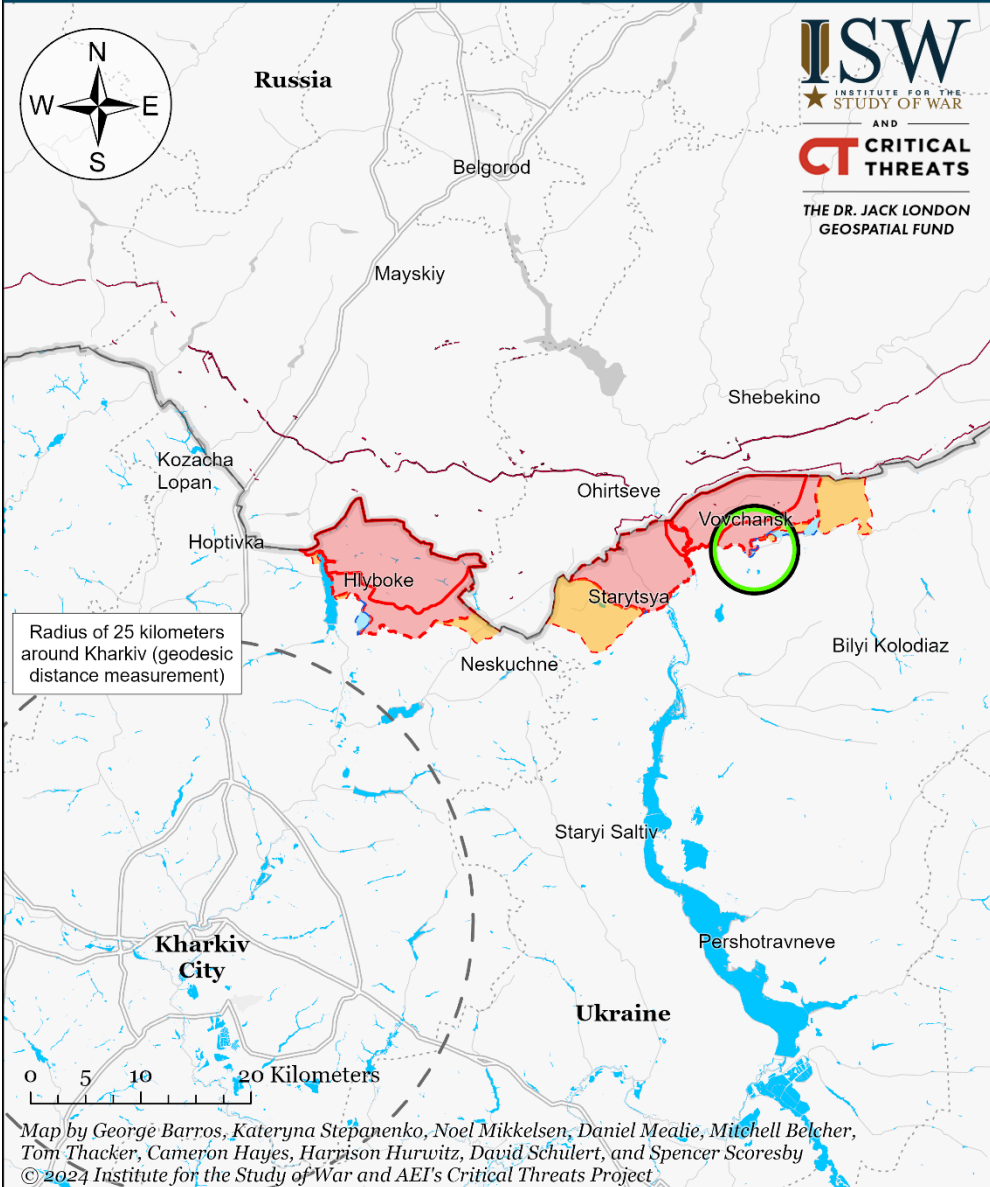 N
W E
S
Russia
ISW
INSTITUTE FOR THE
STUDY OF WAR
AND
CT CRITICAL
THREATS
THE DR. JACK LONDON
GEOSPATIAL FUND
Belgorod
Mayskiy
Shebekino
Kozacha
Lopan
Ohirtseve
Vovchansk
Hoptivka
Hlyboke
Starytsya
Radius of 25 kilometers
around Kharkiv (geodesic
distance measurement)
Neskuchne
Bilyi Kolodiaz
Staryi Saltiv
Kharkiv
City
Pershotravneve
Ukraine
0 5 10 20 Kilometers
Map by George Barros, Kateryna Stepanenko, Noel Mikkelsen, Daniel Mealie, Mitchell Belcher,
Tom Thacker, Cameron Hayes, Harrison Hurwitz, David Schulert, and Spencer Scoresby
© 2024 Institute for the Study of War and AEI's Critical Threats Project